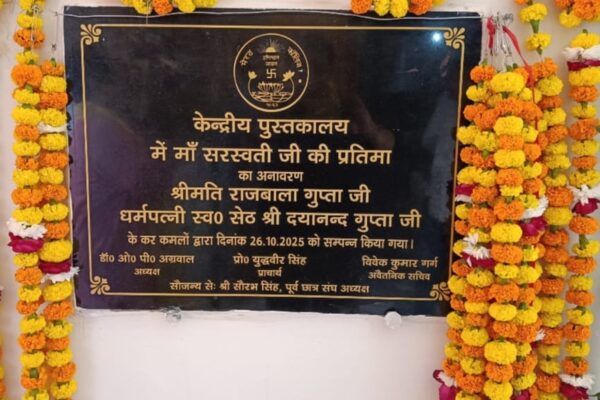 मेरठ कॉलिज
केन्द्रीय पुस्तकालय
में माँ सरस्वती जी की प्रतिमा
का अनावरण
श्रीमति राजबाला गुप्ता जी
धर्मपत्नी स्व0 सेठ श्री दयानन्द गुप्ता जी
के कर कमलों द्वारा दिनांक 26.10.2025 को सम्पन्न किया गया।
डॉ0 ओ0 पी0 अग्रवाल प्रो0 युद्धवीर सिंह विवेक कुमार गर्ग
अध्यक्ष प्राचार्य अवैतनिक सचिव
सौजन्य सेः श्री सौरभ सिंह, पूर्व छात्र संघ अध्यक्ष